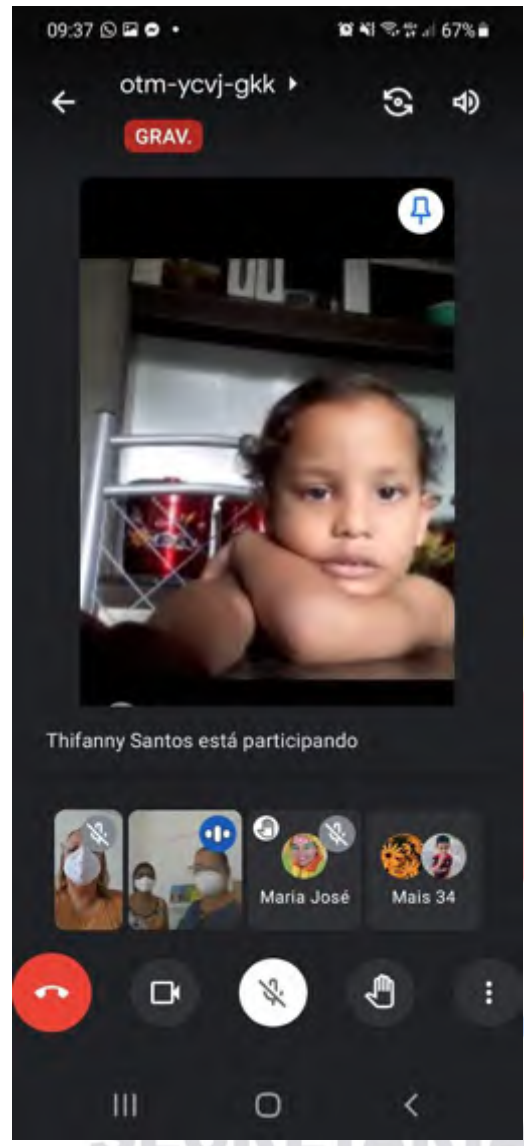 09:37 67%
otm-ycvj-gkk
GRAV.
Thifanny Santos está participando
Maria José
Mais 34